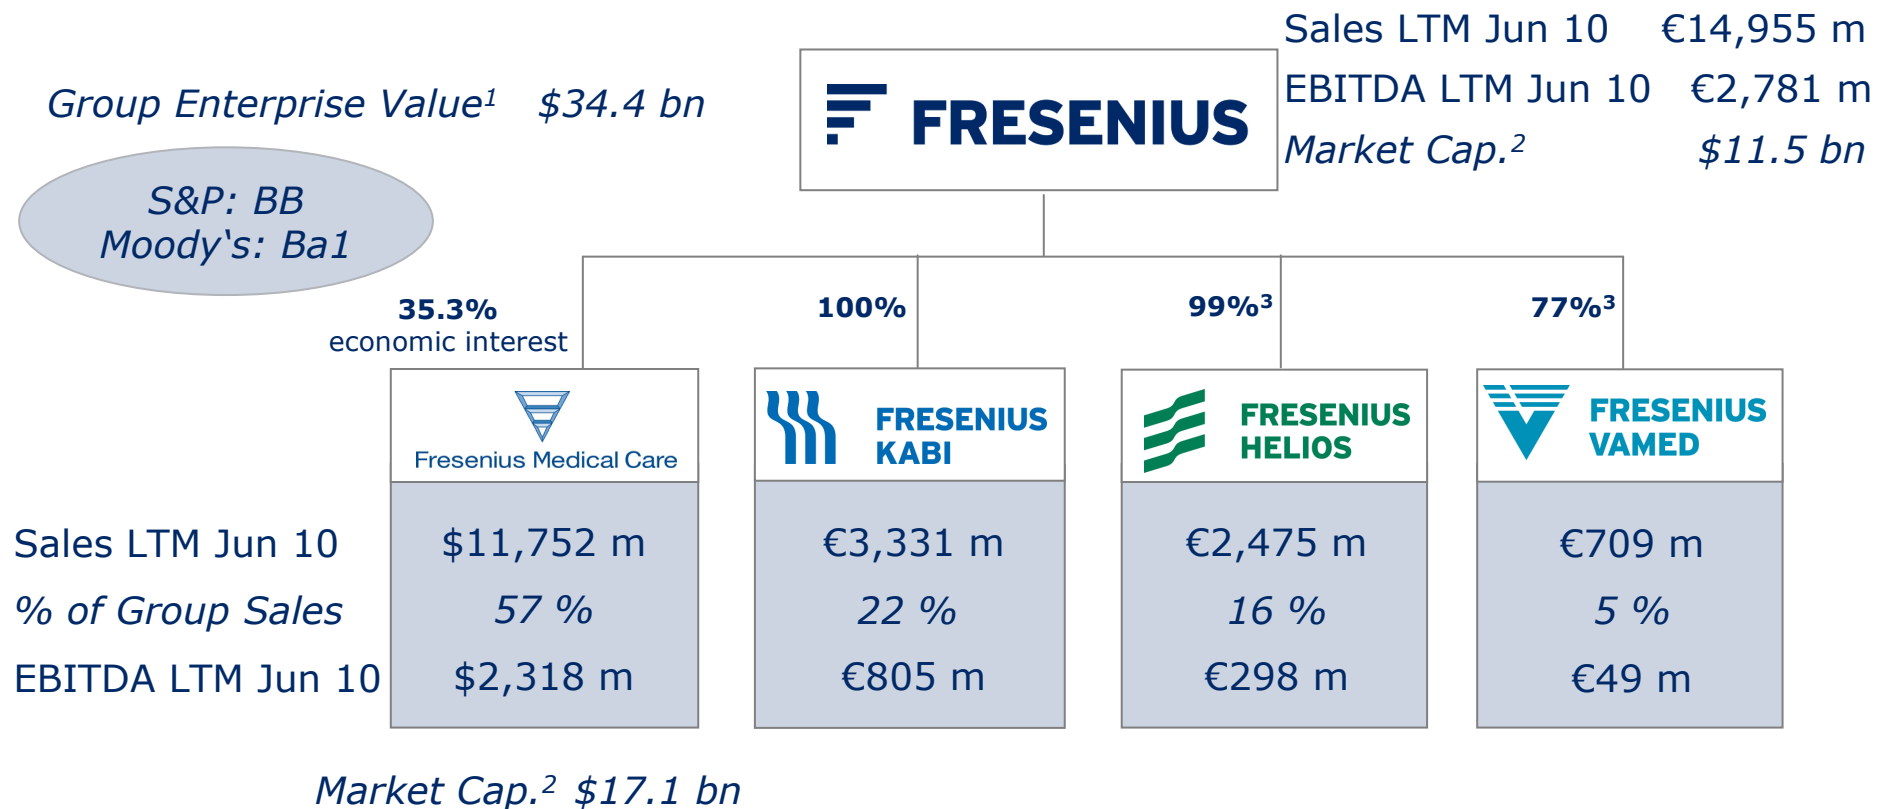 Sales LTM Jun 10 €14,955 m
Group Enterprise Value¹ $34.4 bn
FRESENIUS
EBITDA LTM Jun 10 €2,781 m
Market Cap.² $11.5 bn
S&P: BB
Moody‘s: Ba1
35.3%
economic interest
100%
99%³
77%³
Fresenius Medical Care
FRESENIUS
KABI
FRESENIUS
HELIOS
FRESENIUS
VAMED
Sales LTM Jun 10 $11,752 m €3,331 m €2,475 m €709 m
% of Group Sales 57 % 22 % 16 % 5 %
EBITDA LTM Jun 10 $2,318 m €805 m €298 m €49 m
Market Cap.² $17.1 bn